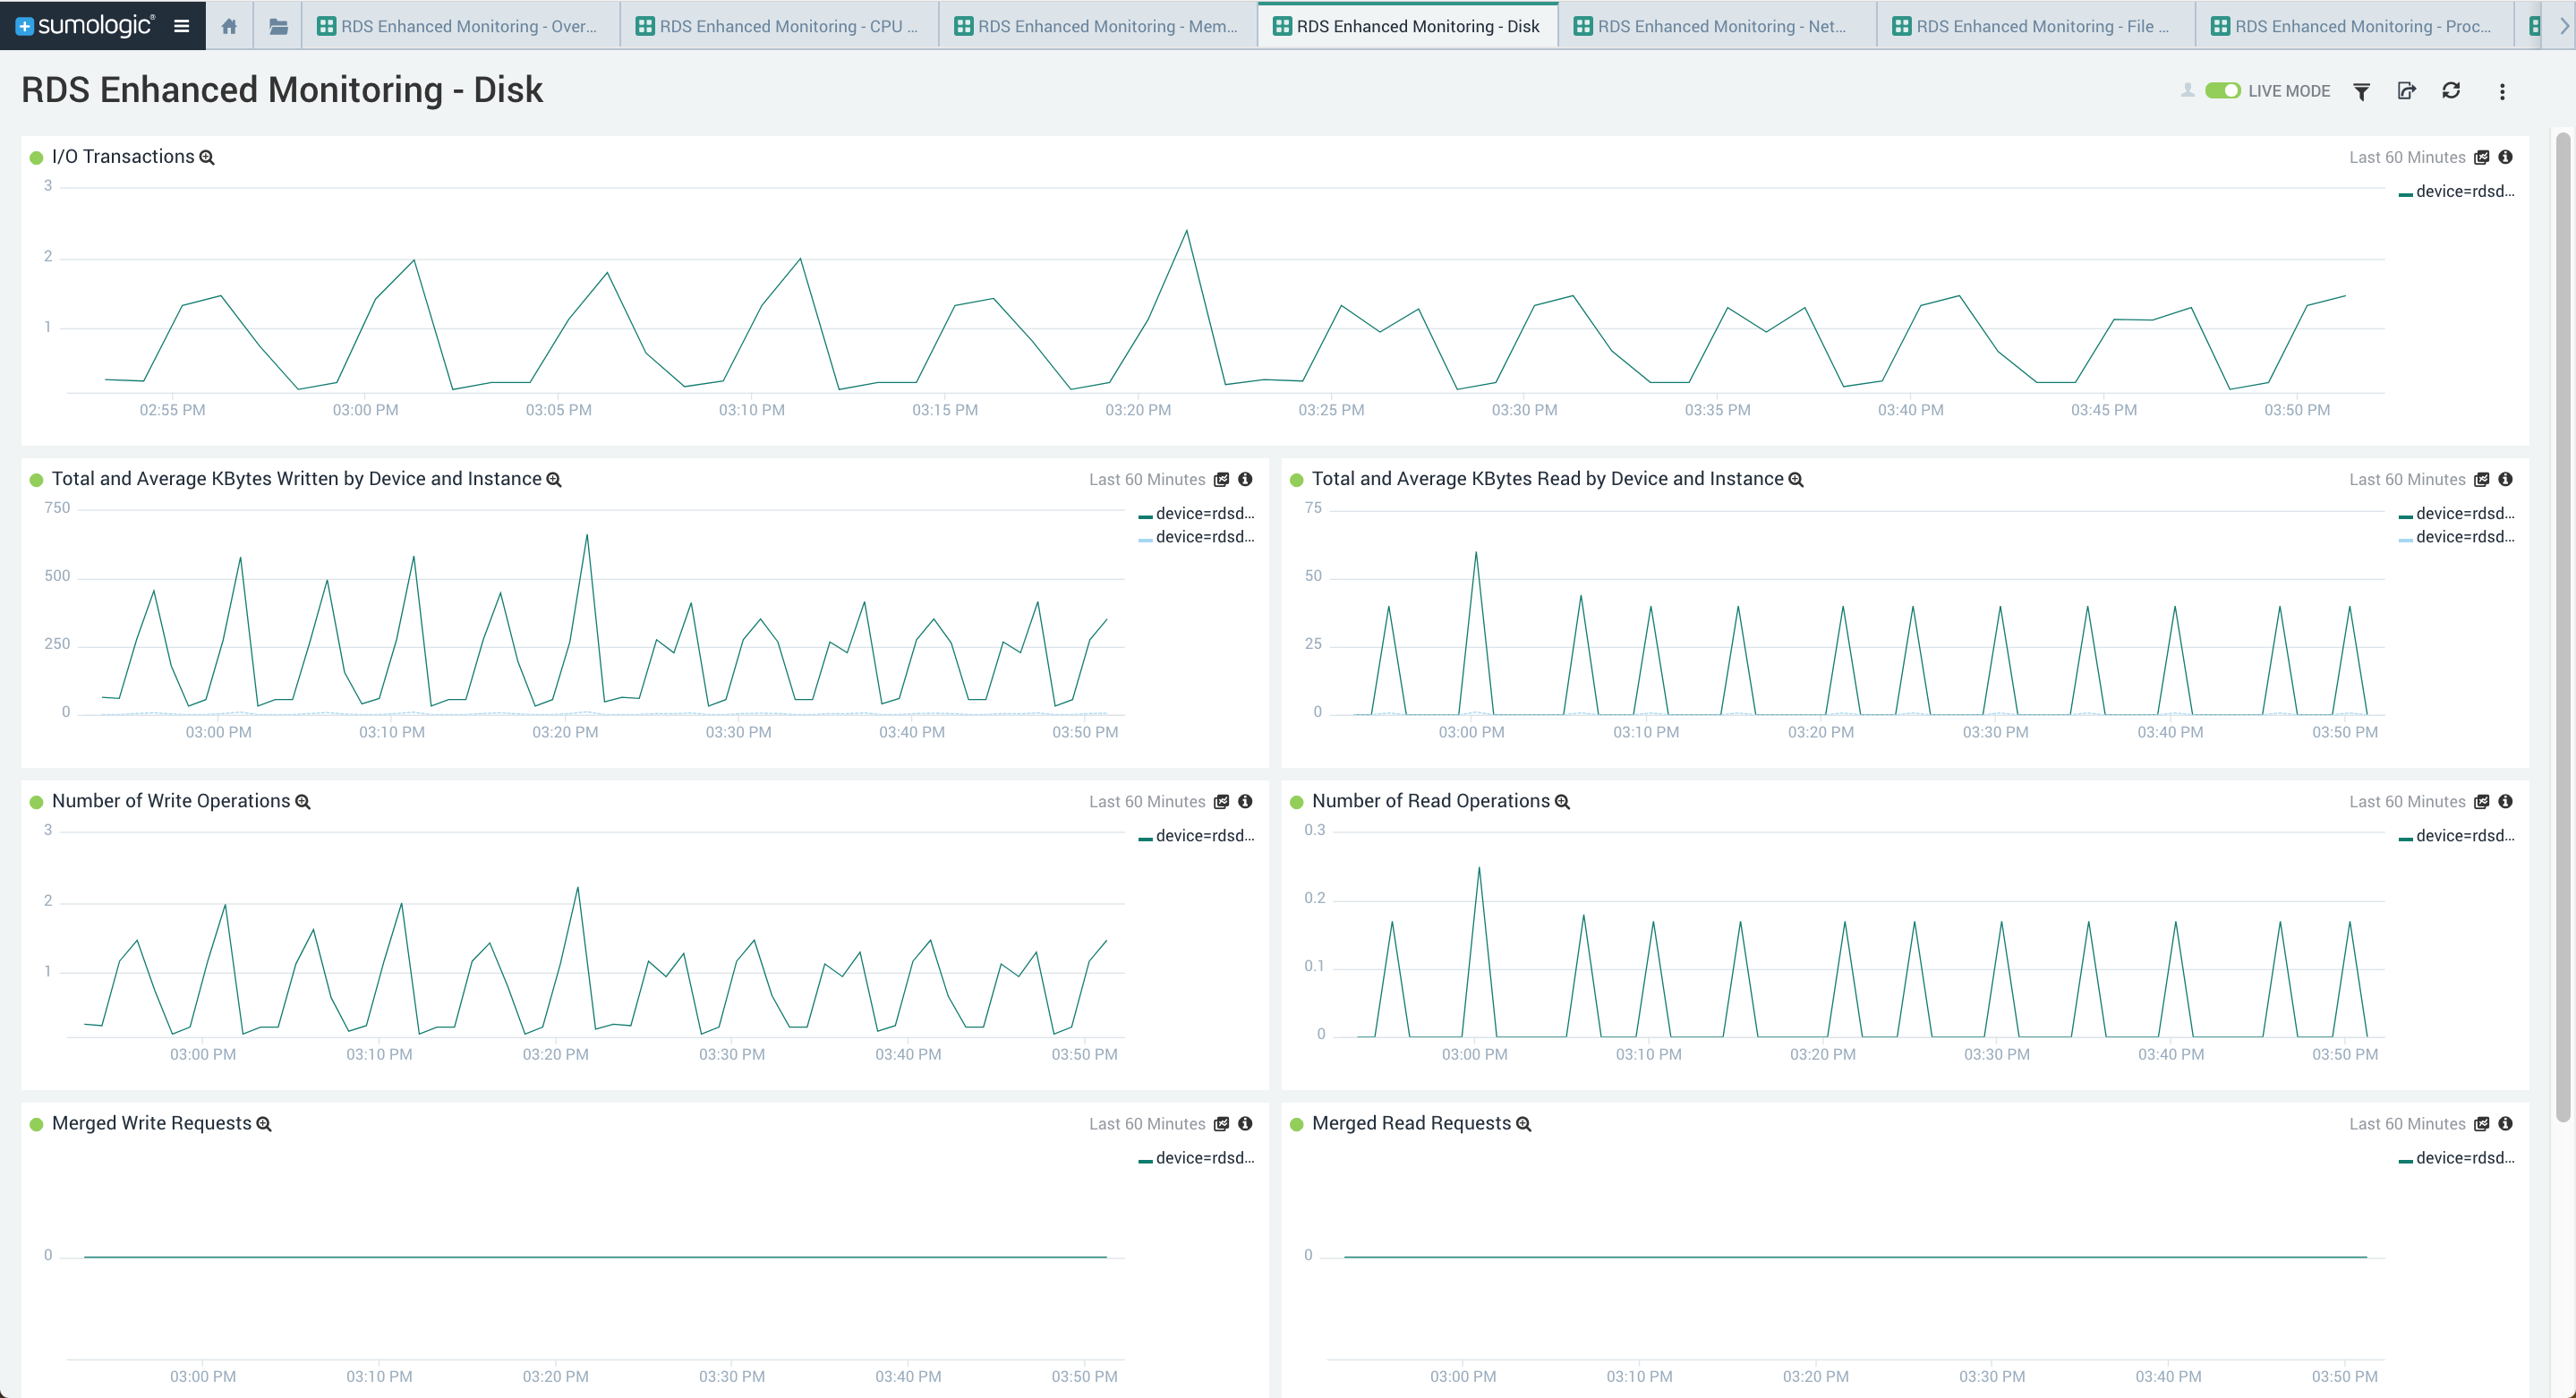 sumologic
RDS Enhanced Monitoring - Over...
RDS Enhanced Monitoring - CPU ...
RDS Enhanced Monitoring - Mem...
RDS Enhanced Monitoring - Disk
RDS Enhanced Monitoring - Net...
RDS Enhanced Monitoring - File ...
RDS Enhanced Monitoring - Proc...
RDS Enhanced Monitoring - Disk
LIVE MODE
I/O Transactions
Last 60 Minutes
device=rdsd...
3
2
1
02:55 PM 03:00 PM 03:05 PM 03:10 PM 03:15 PM 03:20 PM 03:25 PM 03:30 PM 03:35 PM 03:40 PM 03:45 PM 03:50 PM
Total and Average KBytes Written by Device and Instance
Last 60 Minutes
device=rdsd...
device=rdsd...
750
500
250
0
03:00 PM 03:10 PM 03:20 PM 03:30 PM 03:40 PM 03:50 PM
Total and Average KBytes Read by Device and Instance
Last 60 Minutes
device=rdsd...
device=rdsd...
75
50
25
0
03:00 PM 03:10 PM 03:20 PM 03:30 PM 03:40 PM 03:50 PM
Number of Write Operations
Last 60 Minutes
device=rdsd...
3
2
1
03:00 PM 03:10 PM 03:20 PM 03:30 PM 03:40 PM 03:50 PM
Number of Read Operations
Last 60 Minutes
device=rdsd...
0.3
0.2
0.1
0
03:00 PM 03:10 PM 03:20 PM 03:30 PM 03:40 PM 03:50 PM
Merged Write Requests
Last 60 Minutes
device=rdsd...
0
03:00 PM 03:10 PM 03:20 PM 03:30 PM 03:40 PM 03:50 PM
Merged Read Requests
Last 60 Minutes
device=rdsd...
0
03:00 PM 03:10 PM 03:20 PM 03:30 PM 03:40 PM 03:50 PM